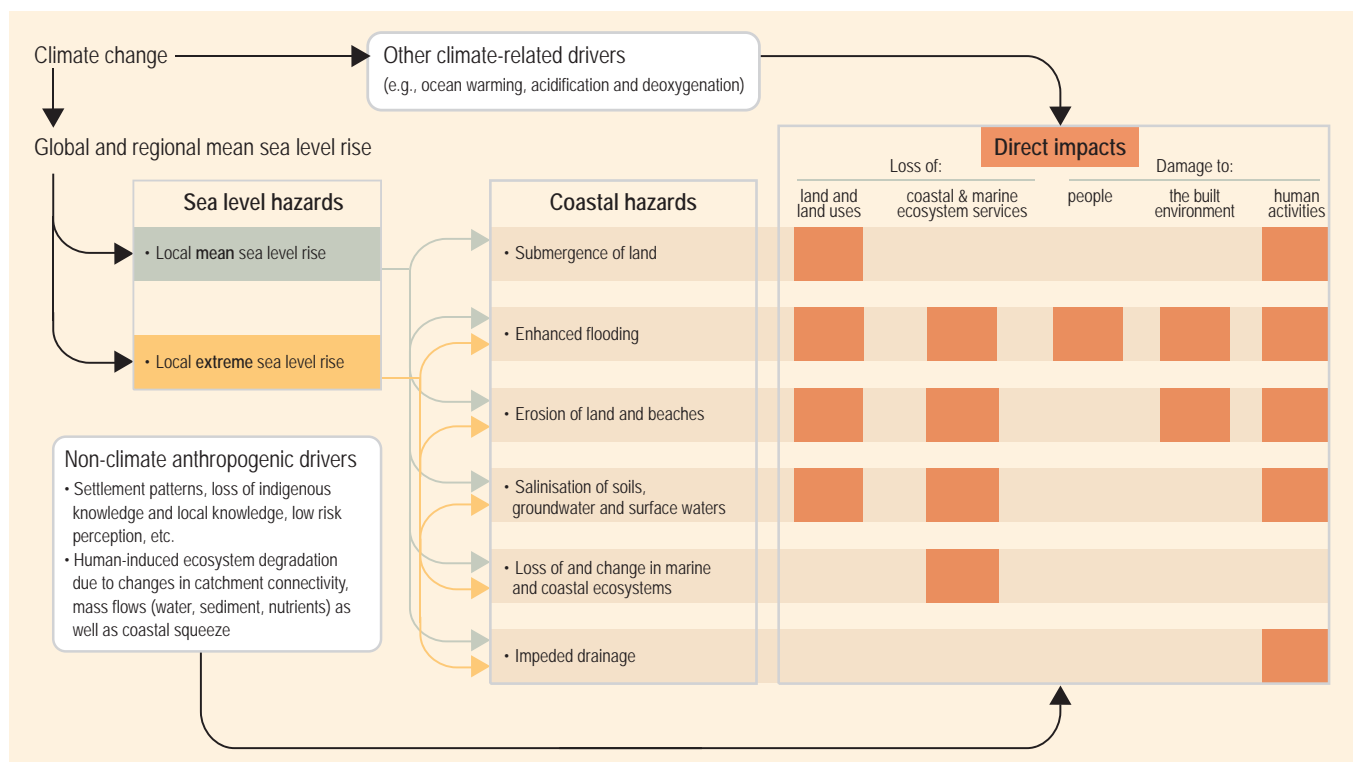 Climate change
Other climate-related drivers
(e.g., ocean warming, acidification and deoxygenation)
Global and regional mean sea level rise
Direct impacts
Loss of:
Damage to:
land and
land uses
coastal & marine
ecosystem services
people
the built
environment
human
activities
Sea level hazards
• Local mean sea level rise
• Local extreme sea level rise
Coastal hazards
• Submergence of land
• Enhanced flooding
• Erosion of land and beaches
• Salinisation of soils,
groundwater and surface waters
• Loss of and change in marine
and coastal ecosystems
• Impeded drainage
Non-climate anthropogenic drivers
• Settlement patterns, loss of indigenous
knowledge and local knowledge, low risk
perception, etc.
• Human-induced ecosystem degradation
due to changes in catchment connectivity,
mass flows (water, sediment, nutrients) as
well as coastal squeeze